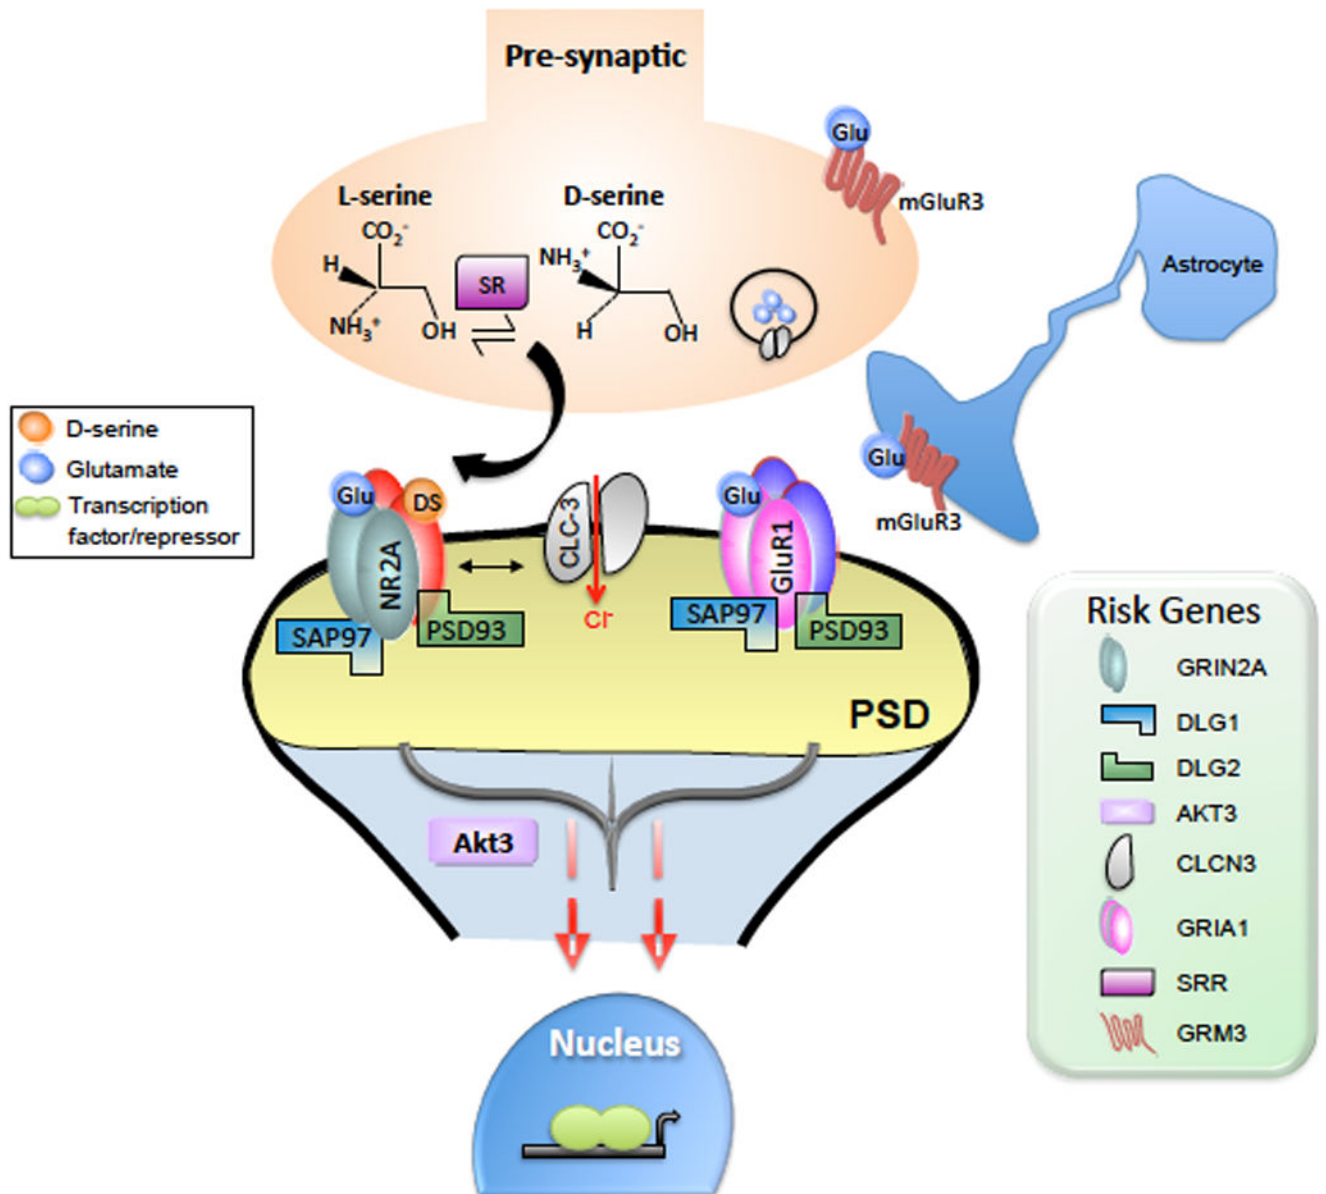 Pre-synaptic
Glu
mGluR3
L-serine
D-serine
CO2-
CO2-
H
NH3+
SR
NH3+
OH
H
OH
Astrocyte
D-serine
Glutamate
Transcription
factor/repressor
Glu
mGluR3
Glu
DS
NR2A
CLC-3
Cl-
Glu
GluR1
SAP97
PSD93
SAP97
PSD93
PSD
Akt3
Nucleus
Risk Genes
GRIN2A
DLG1
DLG2
AKT3
CLCN3
GRIA1
SRR
GRM3